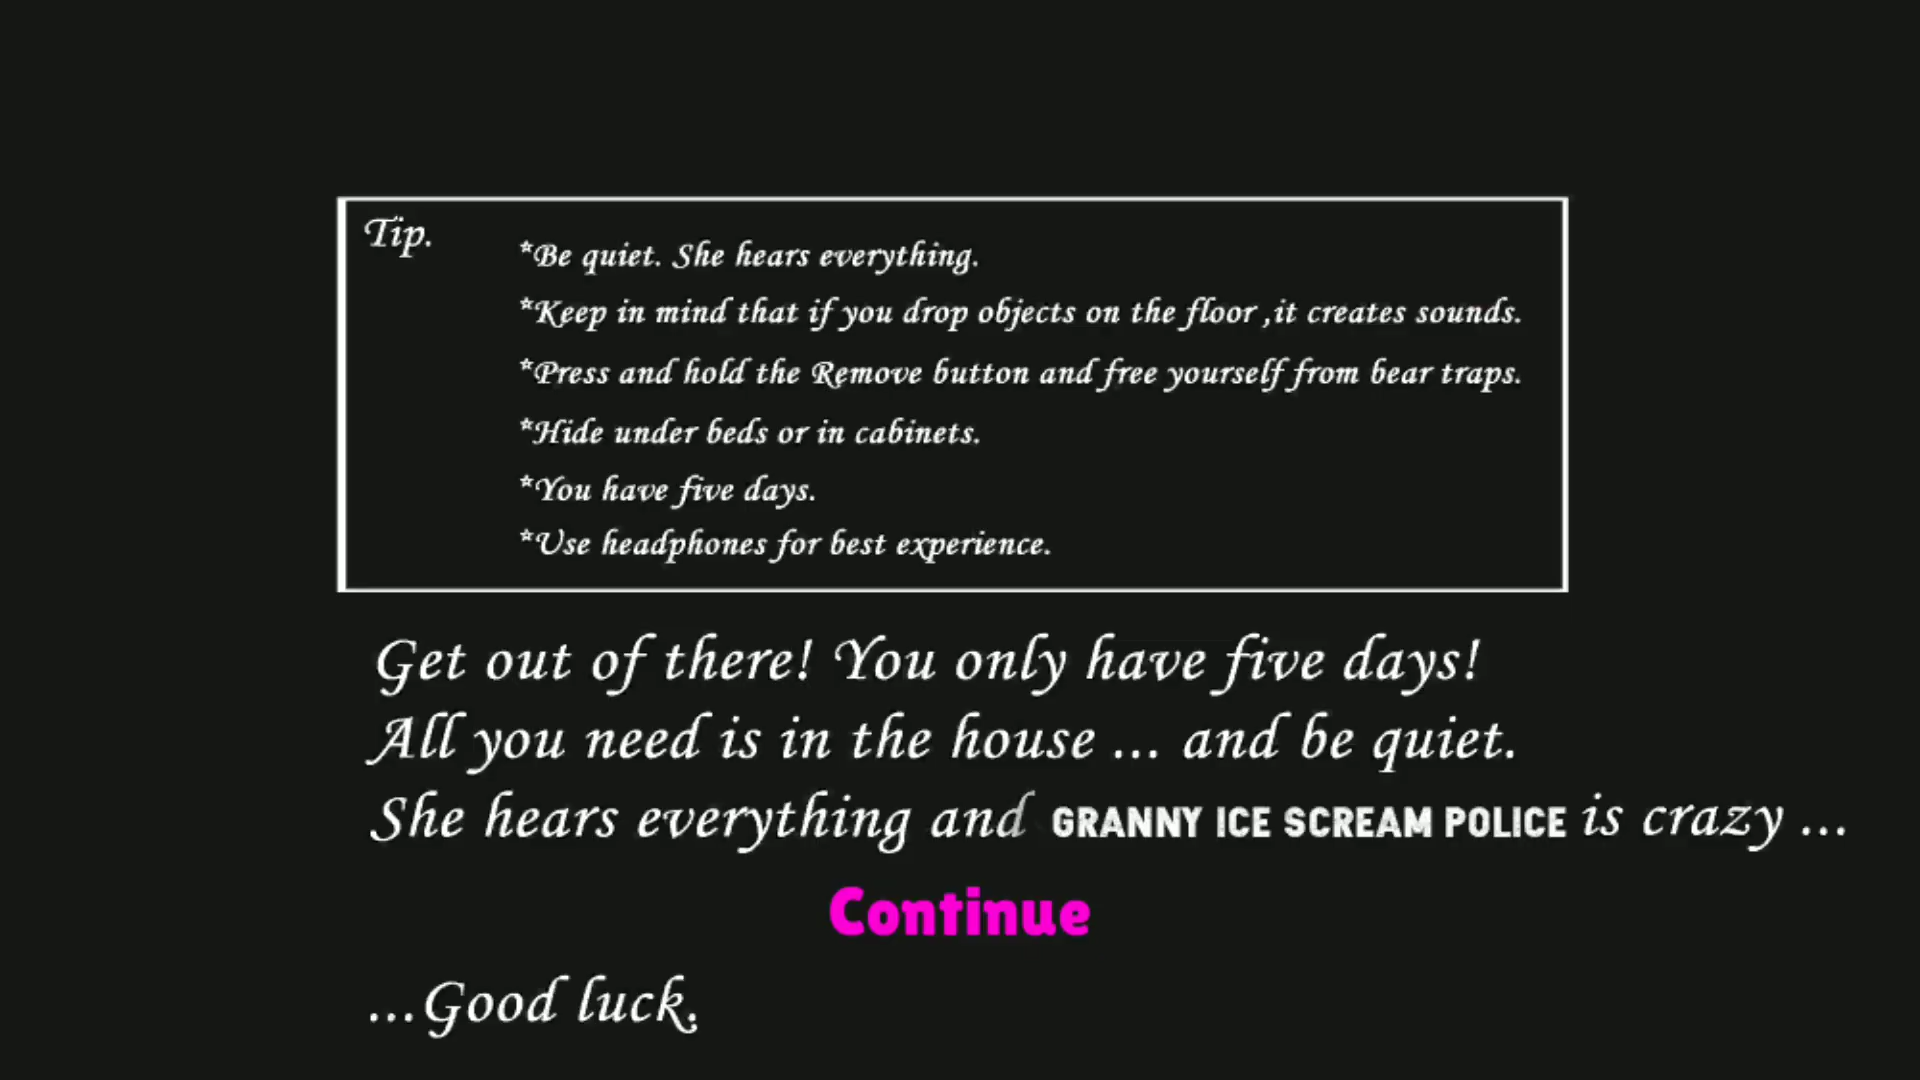 Tip.
*Be quiet. She hears everything.
*Keep in mind that if you drop objects on the floor ,it creates sounds.
*Press and hold the Remove button and free yourself from bear traps.
*Hide under beds or in cabinets.
*You have five days.
*Use headphones for best experience.
Get out of there! You only have five days!
All you need is in the house ... and be quiet.
She hears everything and GRANNY ICE SCREAM POLICE is crazy ...
Continue
...Good luck.